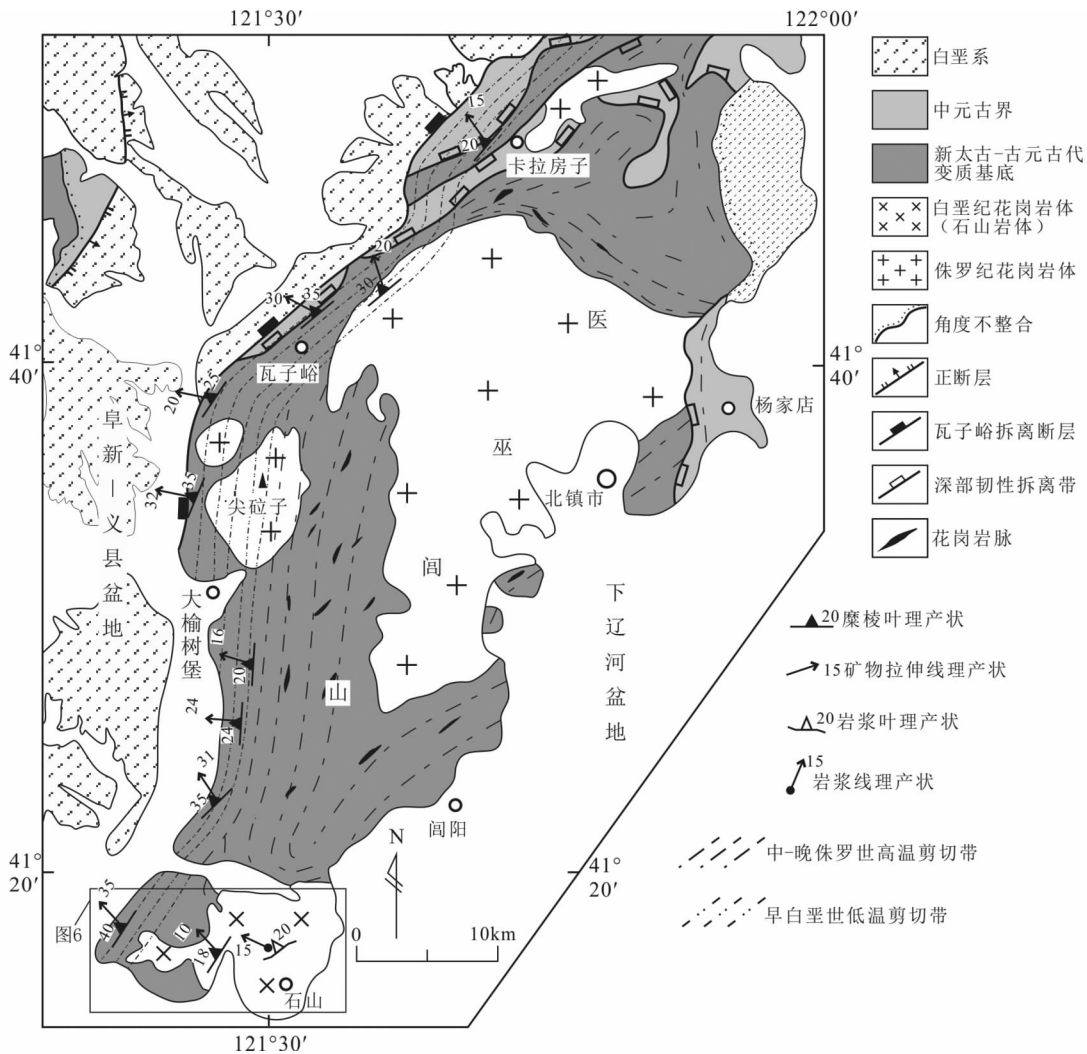 121°30′
122°00′
15
20
卡拉房子
20
30
30
35
41°
40′
41°
40′
瓦子峪
25
20
医
杨家店
巫
北镇市
35
32
尖砬子
阜新—义县盆地
闾
大榆树堡
下辽河盆地
16
20
山
24
24
31
35
闾阳
N
41°
20′
41°
20′
35
40
图6
10
18
15
20
石山
0
10km
121°30′
白垩系
中元古界
新太古-古元古代
变质基底
白垩纪花岗岩体
(石山岩体)
侏罗纪花岗岩体
角度不整合
正断层
瓦子峪拆离断层
深部韧性拆离带
花岗岩脉
20糜棱叶理产状
15矿物拉伸线理产状
20岩浆叶理产状
15
岩浆线理产状
中-晚侏罗世高温剪切带
早白垩世低温剪切带